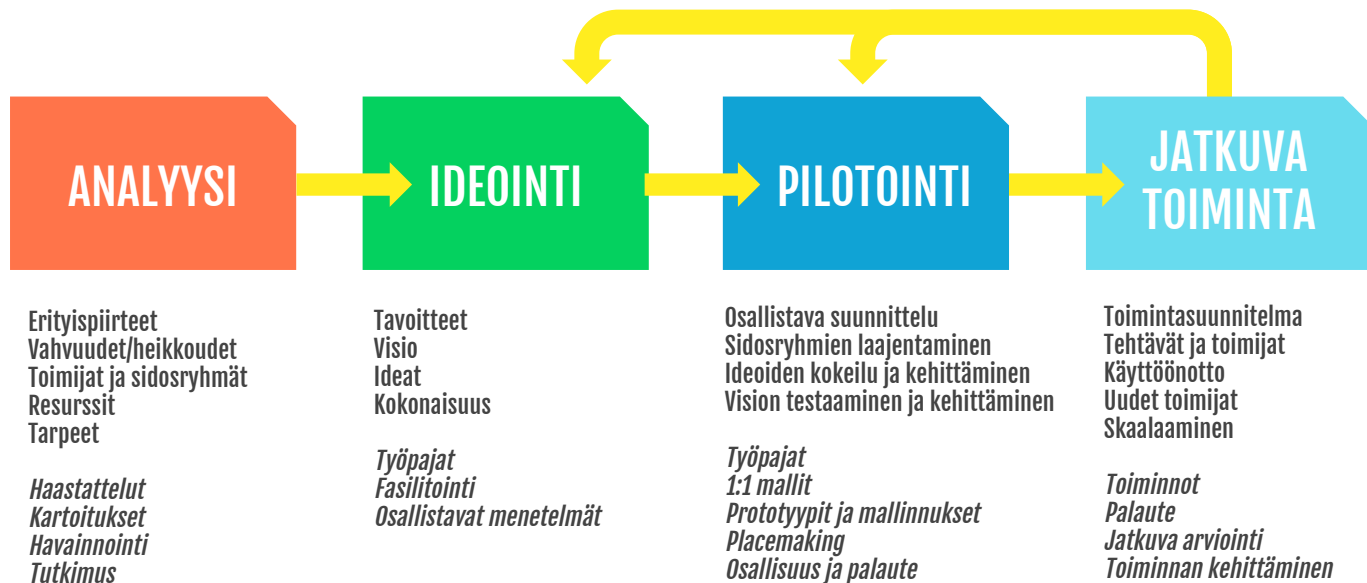 ANALYYSI
IDEOINTI
PILOTOINTI
JATKUVA
TOIMINTA
Erityispiirteet
Vahvuudet/heikkoudet
Toimijat ja sidosryhmät
Resurssit
Tarpeet
Haastattelut
Kartoitukset
Havainnointi
Tutkimus
Tavoitteet
Visio
Ideat
Kokonaisuus
Työpajat
Fasilitointi
Osallistavat menetelmät
Osallistava suunnittelu
Sidosryhmien laajentaminen
Ideoiden kokeilu ja kehittäminen
Vision testaaminen ja kehittäminen
Työpajat
1:1 mallit
Prototyypit ja mallinnukset
Placemaking
Osallisuus ja palaute
Toimintasuunnitelma
Tehtävät ja toimijat
Käyttöönotto
Uudet toimijat
Skaalaaminen
Toiminnot
Palaute
Jatkuva arviointi
Toiminnan kehittäminen